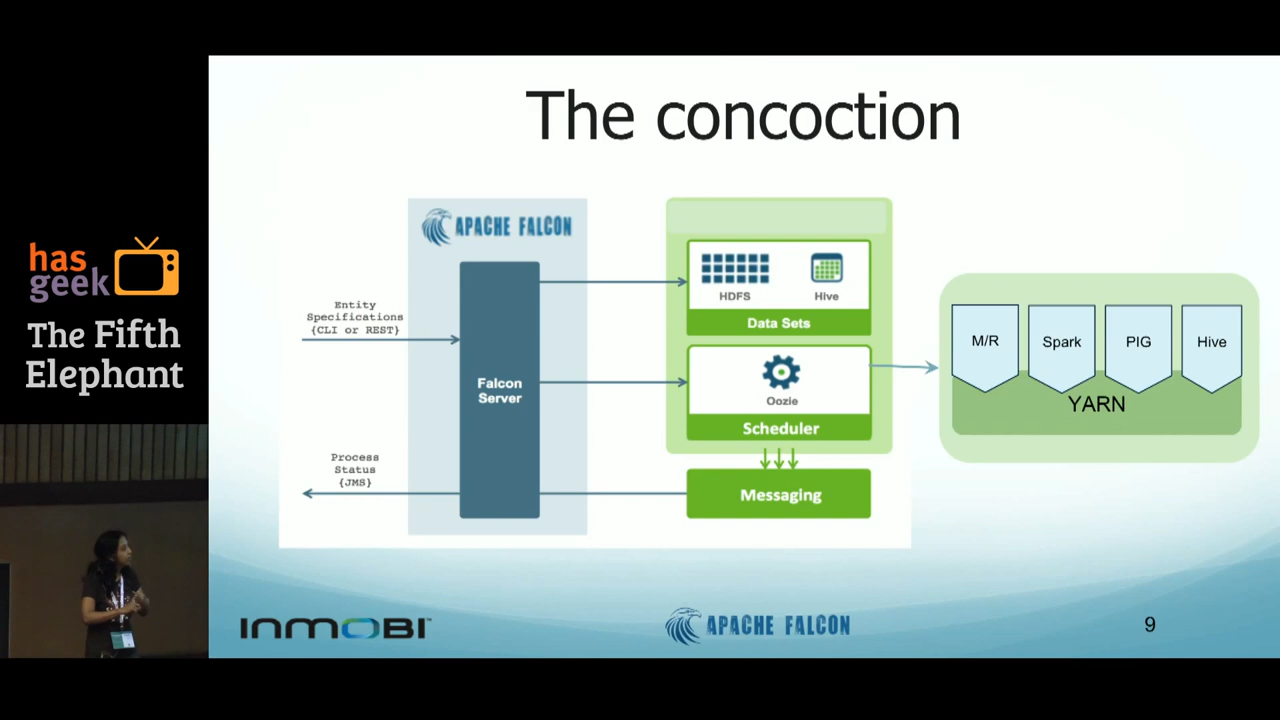 has
geek
The Fifth
Elephant
The concoction
APACHE FALCON
Entity
Specifications
{CLI or REST}
Falcon
Server
Process
Status
{JMS}
HDFS
Hive
Data Sets
Oozie
Scheduler
Messaging
M/R
Spark
PIG
Hive
YARN
INMOBI™
APACHE FALCON
9